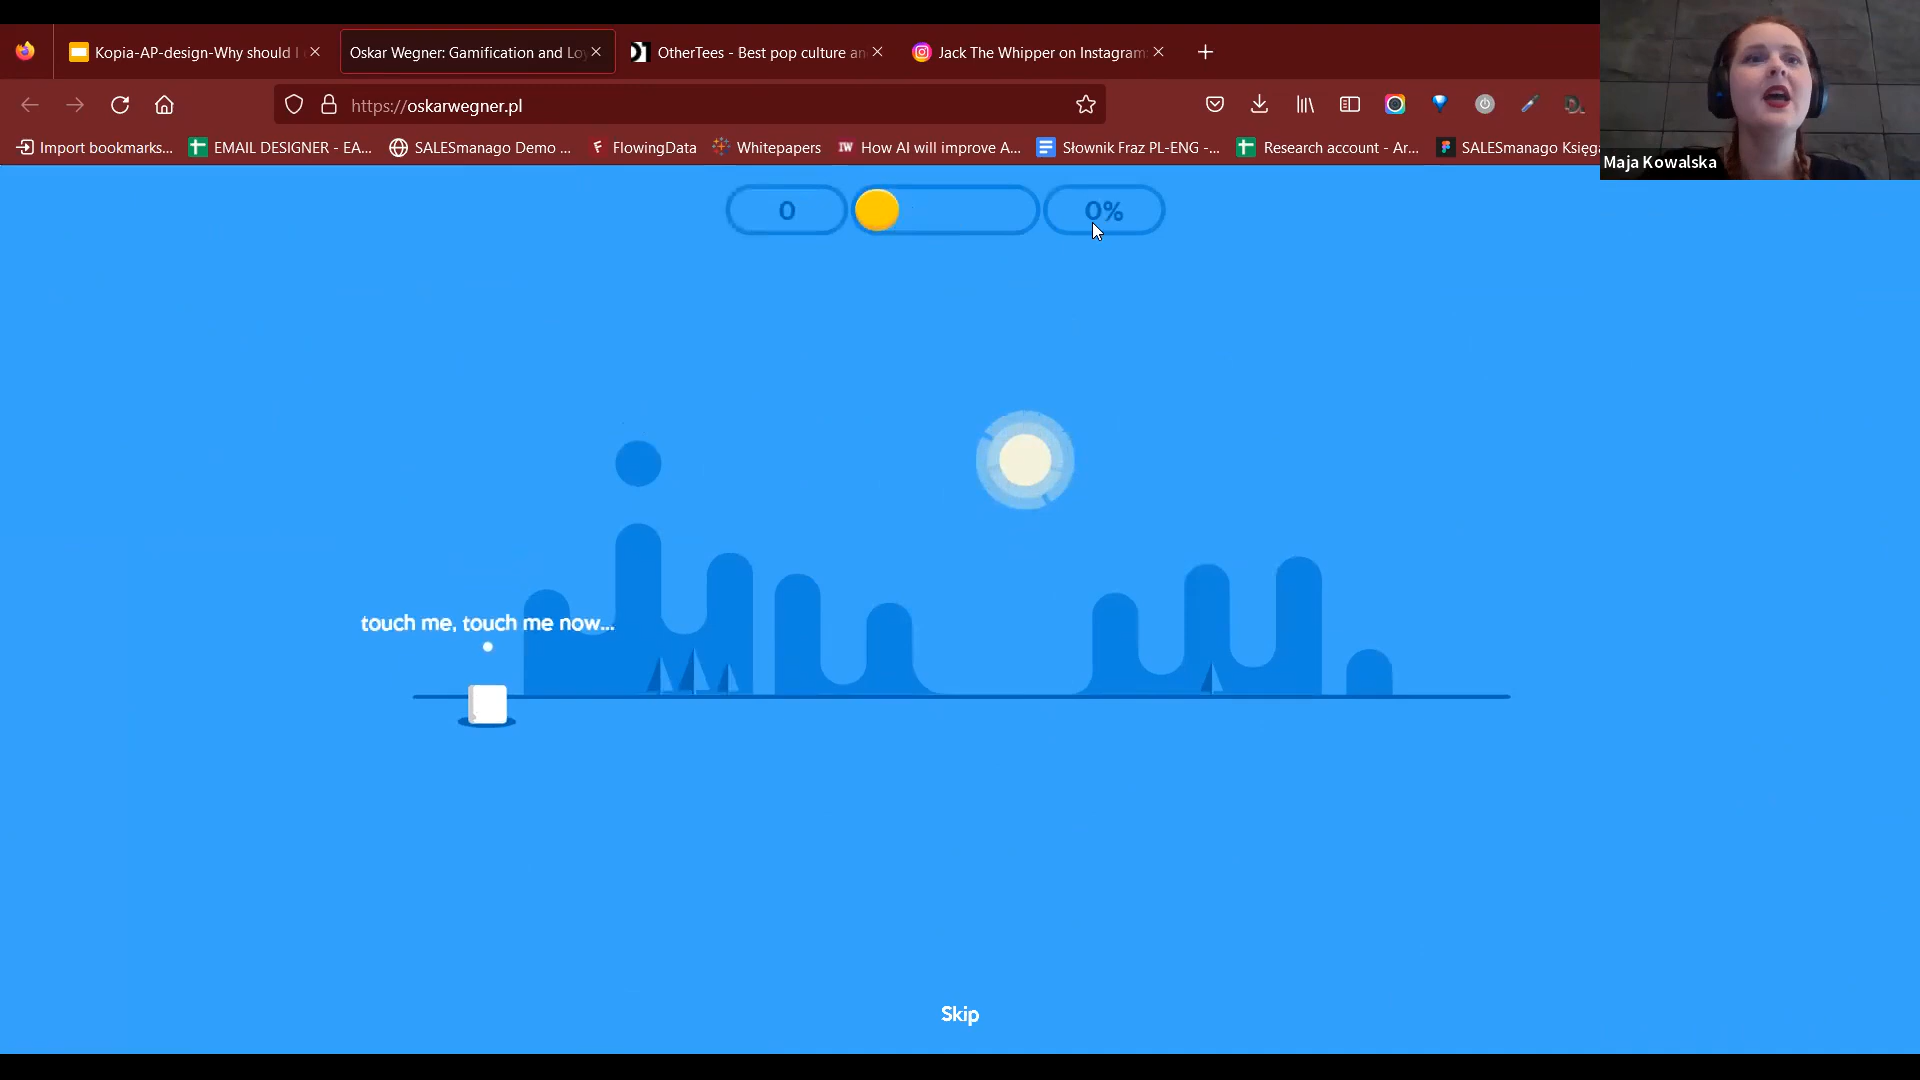 Kopia-AP-design-Why should I
Oskar Wegner: Gamification and Lo
OtherTees - Best pop culture an
Jack The Whipper on Instagram:
https://oskarwegner.pl
Import bookmarks...
EMAIL DESIGNER - EA...
SALESmanago Demo ...
FlowingData
Whitepapers
IW
How AI will improve A...
Słownik Fraz PL-ENG -...
Research account - Ar...
SALESmanago Księga
Maja Kowalska
0
0%
touch me, touch me now...
Skip